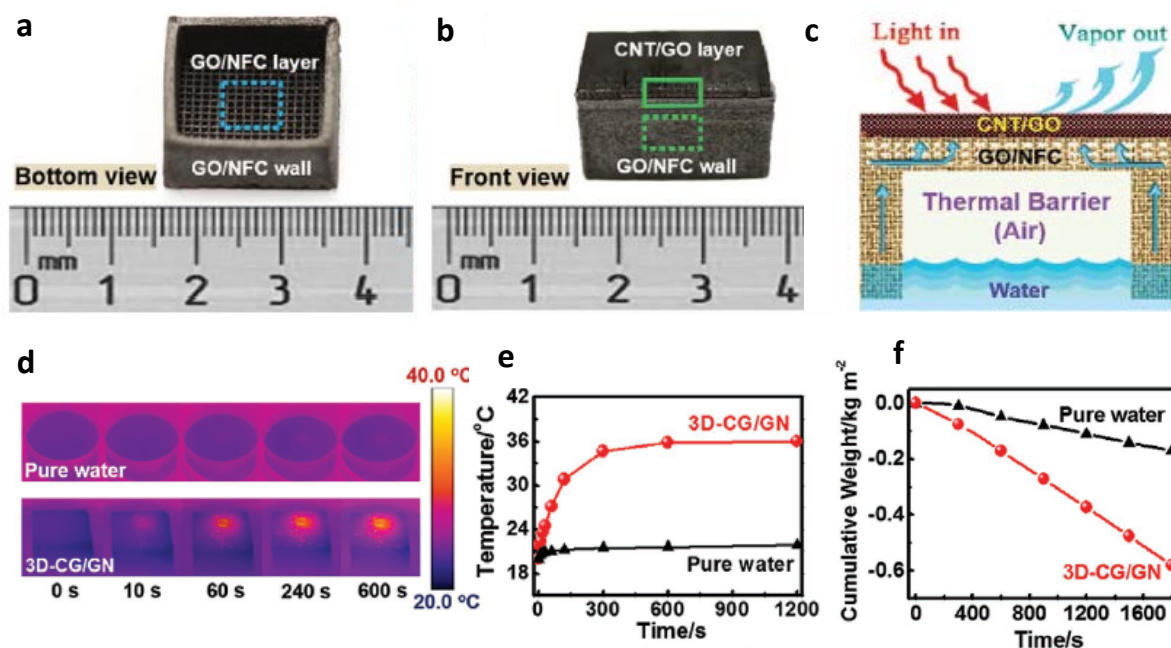 a
GO/NFC layer
GO/NFC wall
Bottom view
mm
0 1 2 3 4
b
CNT/GO layer
GO/NFC wall
Front view
mm
0 1 2 3 4
c
Light in
Vapor out
CNT/GO
GO/NFC
Thermal Barrier
(Air)
Water
d
40.0 ºC
Pure water
3D-CG/GN
0 s 10 s 60 s 240 s 600 s
20.0 ºC
e
Temperature/ºC
42
36
30
24
18
3D-CG/GN
Pure water
0 300 600 900 1200
Time/s
f
Cumulative Weight/kg m⁻²
0.0
-0.2
-0.4
-0.6
Pure water
3D-CG/GN
0 400 800 1200 1600
Time/s